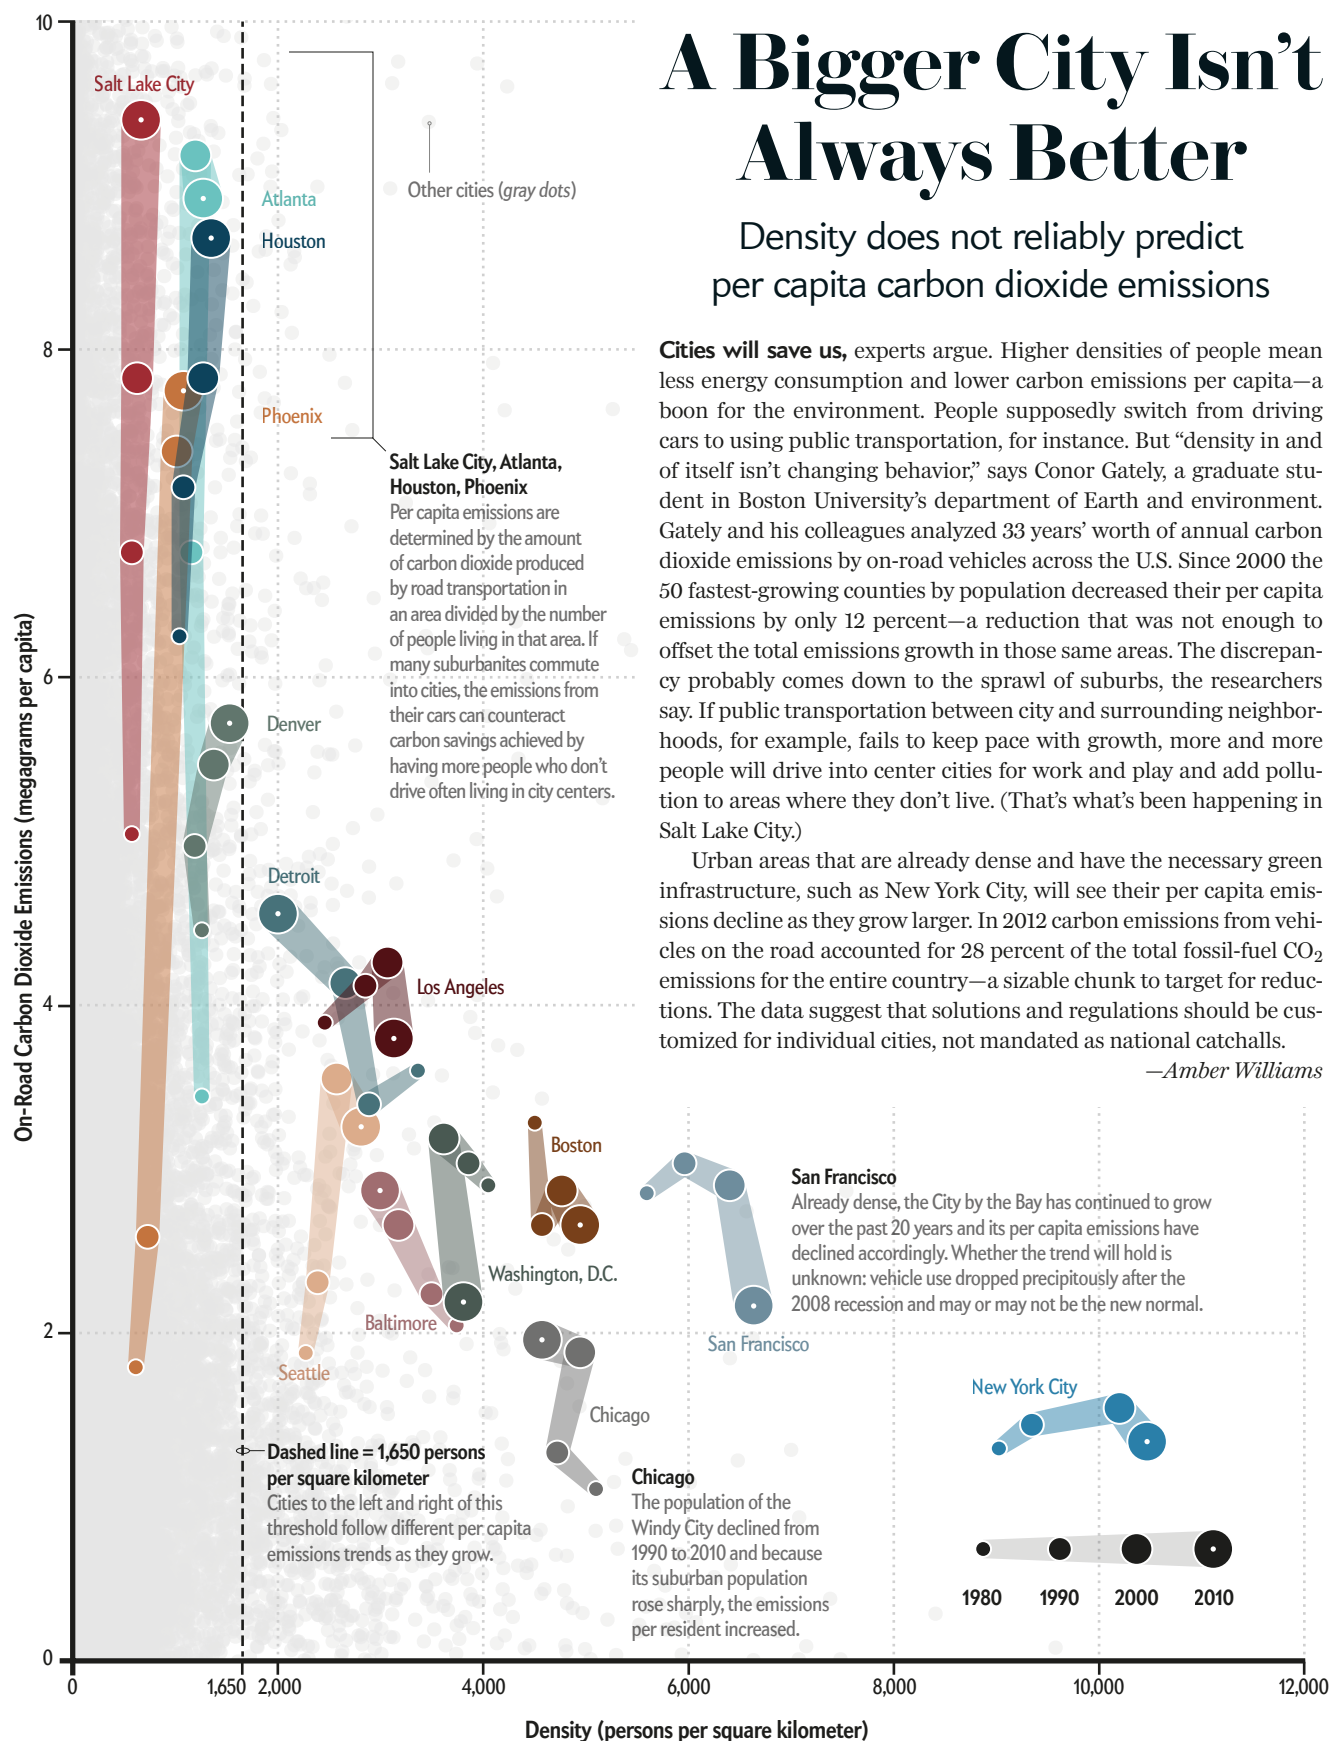 A Bigger City Isn’t
Always Better
Density does not reliably predict
per capita carbon dioxide emissions
Cities will save us, experts argue. Higher densities of people mean
less energy consumption and lower carbon emissions per capita—a
boon for the environment. People supposedly switch from driving
cars to using public transportation, for instance. But “density in and
of itself isn’t changing behavior,” says Conor Gately, a graduate stu-
dent in Boston University’s department of Earth and environment.
Gately and his colleagues analyzed 33 years’ worth of annual carbon
dioxide emissions by on-road vehicles across the U.S. Since 2000 the
50 fastest-growing counties by population decreased their per capita
emissions by only 12 percent—a reduction that was not enough to
offset the total emissions growth in those same areas. The discrepan-
cy probably comes down to the sprawl of suburbs, the researchers
say. If public transportation between city and surrounding neighbor-
hoods, for example, fails to keep pace with growth, more and more
people will drive into center cities for work and play and add pollu-
tion to areas where they don’t live. (That’s what’s been happening in
Salt Lake City.)
Urban areas that are already dense and have the necessary green
infrastructure, such as New York City, will see their per capita emis-
sions decline as they grow larger. In 2012 carbon emissions from vehi-
cles on the road accounted for 28 percent of the total fossil-fuel CO2
emissions for the entire country—a sizable chunk to target for reduc-
tions. The data suggest that solutions and regulations should be cus-
tomized for individual cities, not mandated as national catchalls.
—Amber Williams
On-Road Carbon Dioxide Emissions (megagrams per capita)
10
8
6
4
2
0
Salt Lake City
Atlanta
Houston
Phoenix
Other cities (gray dots)
Salt Lake City, Atlanta,
Houston, Phoenix
Per capita emissions are
determined by the amount
of carbon dioxide produced
by road transportation in
an area divided by the number
of people living in that area. If
many suburbanites commute
into cities, the emissions from
their cars can counteract
carbon savings achieved by
having more people who don’t
drive often living in city centers.
Denver
Detroit
Los Angeles
Boston
Washington, D.C.
Baltimore
Seattle
San Francisco
Already dense, the City by the Bay has continued to grow
over the past 20 years and its per capita emissions have
declined accordingly. Whether the trend will hold is
unknown: vehicle use dropped precipitously after the
2008 recession and may or may not be the new normal.
San Francisco
Chicago
New York City
Dashed line = 1,650 persons
per square kilometer
Cities to the left and right of this
threshold follow different per capita
emissions trends as they grow.
Chicago
The population of the
Windy City declined from
1990 to 2010 and because
its suburban population
rose sharply, the emissions
per resident increased.
1980 1990 2000 2010
0 1,650 2,000 4,000 6,000 8,000 10,000 12,000
Density (persons per square kilometer)